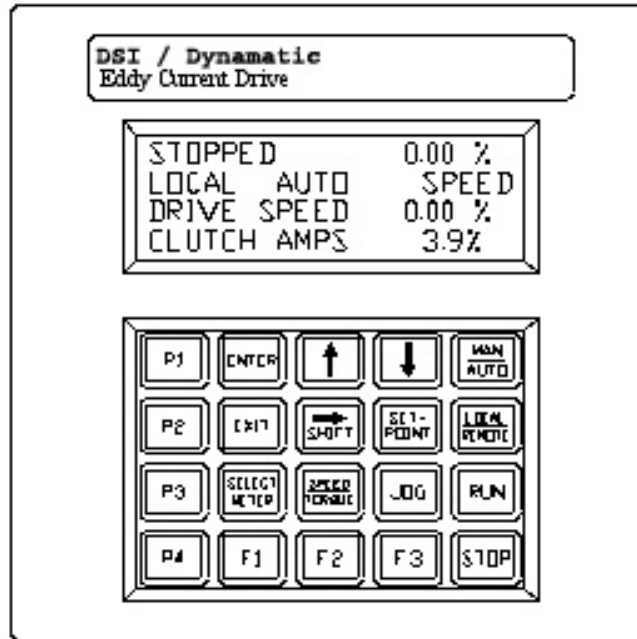 DSI / Dynamatic
Eddy Current Drive
STOPPED 0.00 %
LOCAL AUTO SPEED
DRIVE SPEED 0.00 %
CLUTCH AMPS 3.9%
P1 ENTER ↑ ↓ MAN/AUTO
P2 EXIT → SHIFT SET-POINT LOCAL/REMOTE
P3 SELECT METER SPEED/TORQUE JOG RUN
P4 F1 F2 F3 STOP